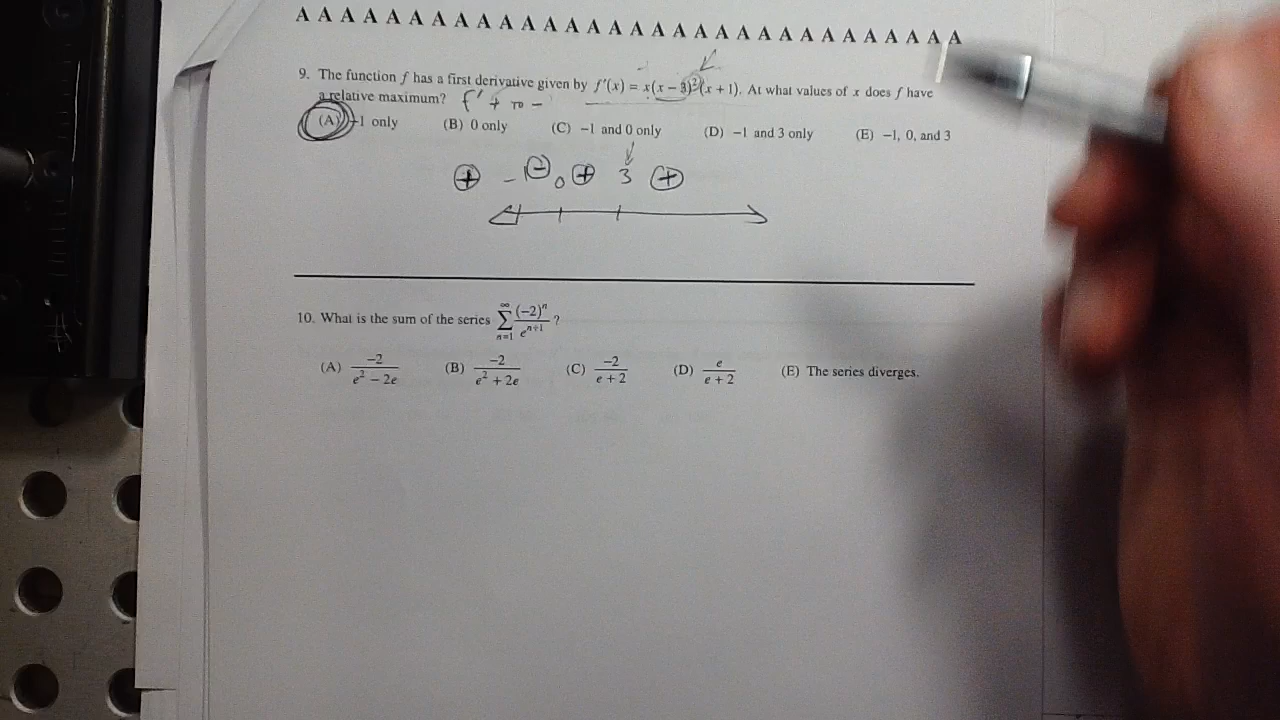 A A A A A A A A A A A A A A A A A A A A A A A A A A A A A A
9. The function f has a first derivative given by f′(x) = x(x − 3)²(x + 1). At what values of x does f have
a relative maximum? f' + TO −
(A) −1 only (B) 0 only (C) −1 and 0 only (D) −1 and 3 only (E) −1, 0, and 3
+ − − 0 + 3 +
10. What is the sum of the series ∑_{n=1}^{∞} (−2)ⁿ/eⁿ⁺¹ ?
(A) −2/(e² − 2e) (B) −2/(e² + 2e) (C) −2/(e + 2) (D) e/(e + 2) (E) The series diverges.